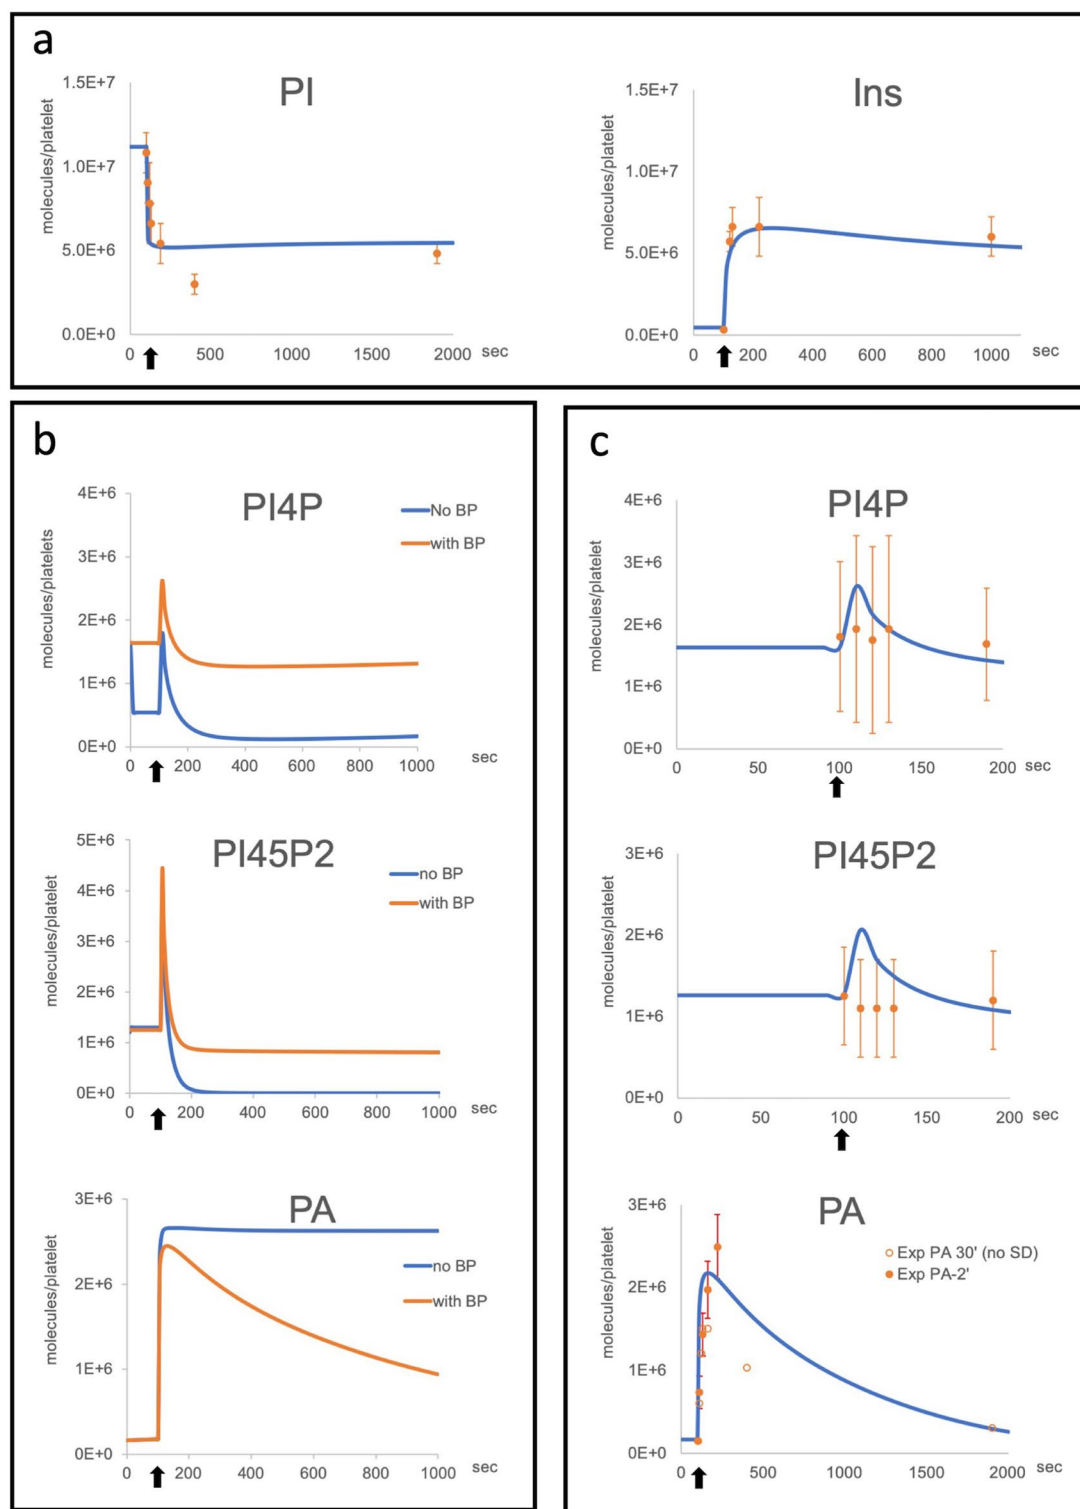 a
PI
molecules/platelet
1.5E+7
1.0E+7
5.0E+6
0.0E+0
0 500 1000 1500 2000 sec
Ins
molecules/platelet
1.5E+7
1.0E+7
5.0E+6
0.0E+0
0 200 400 600 800 1000 sec
b
PI4P
molecules/platelets
4E+6
3E+6
2E+6
1E+6
0E+0
No BP
with BP
0 200 400 600 800 1000 sec
PI45P2
molecules/platelet
5E+6
4E+6
3E+6
2E+6
1E+6
0E+0
no BP
with BP
0 200 400 600 800 1000 sec
PA
molecules/platelet
3E+6
2E+6
1E+6
0E+0
no BP
with BP
0 200 400 600 800 1000 sec
c
PI4P
molecules/platelet
4E+6
3E+6
2E+6
1E+6
0E+0
0 50 100 150 200 sec
PI45P2
molecules/platelet
3E+6
2E+6
1E+6
0E+0
0 50 100 150 200 sec
PA
molecules/platelet
3E+6
2E+6
1E+6
0E+0
Exp PA 30' (no SD)
Exp PA-2'
0 500 1000 1500 2000 sec